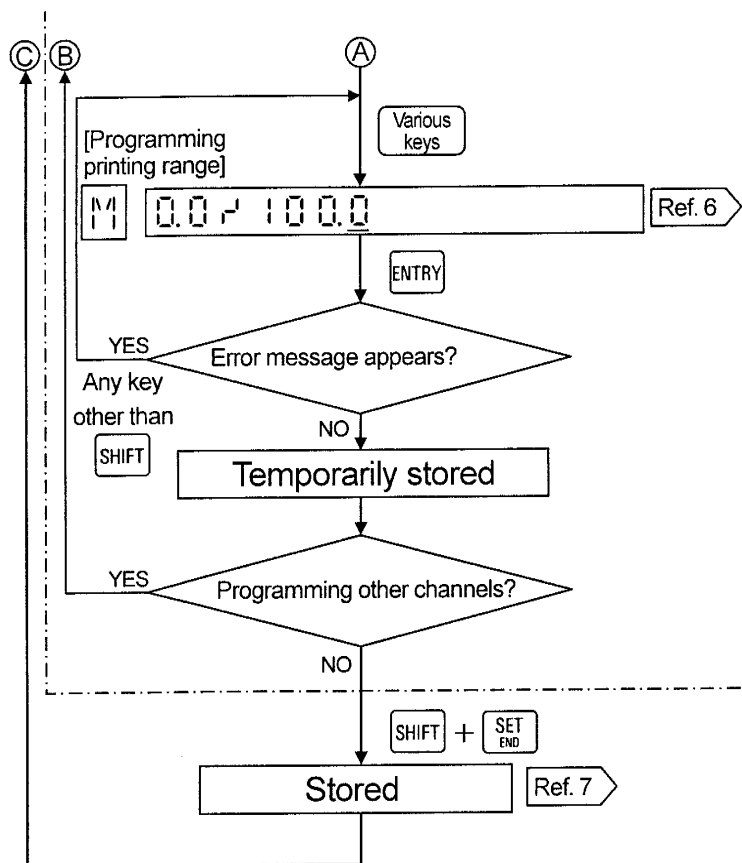 C B A
Various
keys
[Programming
printing range]
M 0.0 ~ 100.0
Ref. 6
ENTRY
YES
Error message appears?
Any key
other than
SHIFT
NO
Temporarily stored
YES
Programming other channels?
NO
SHIFT + SET
END
Stored
Ref. 7